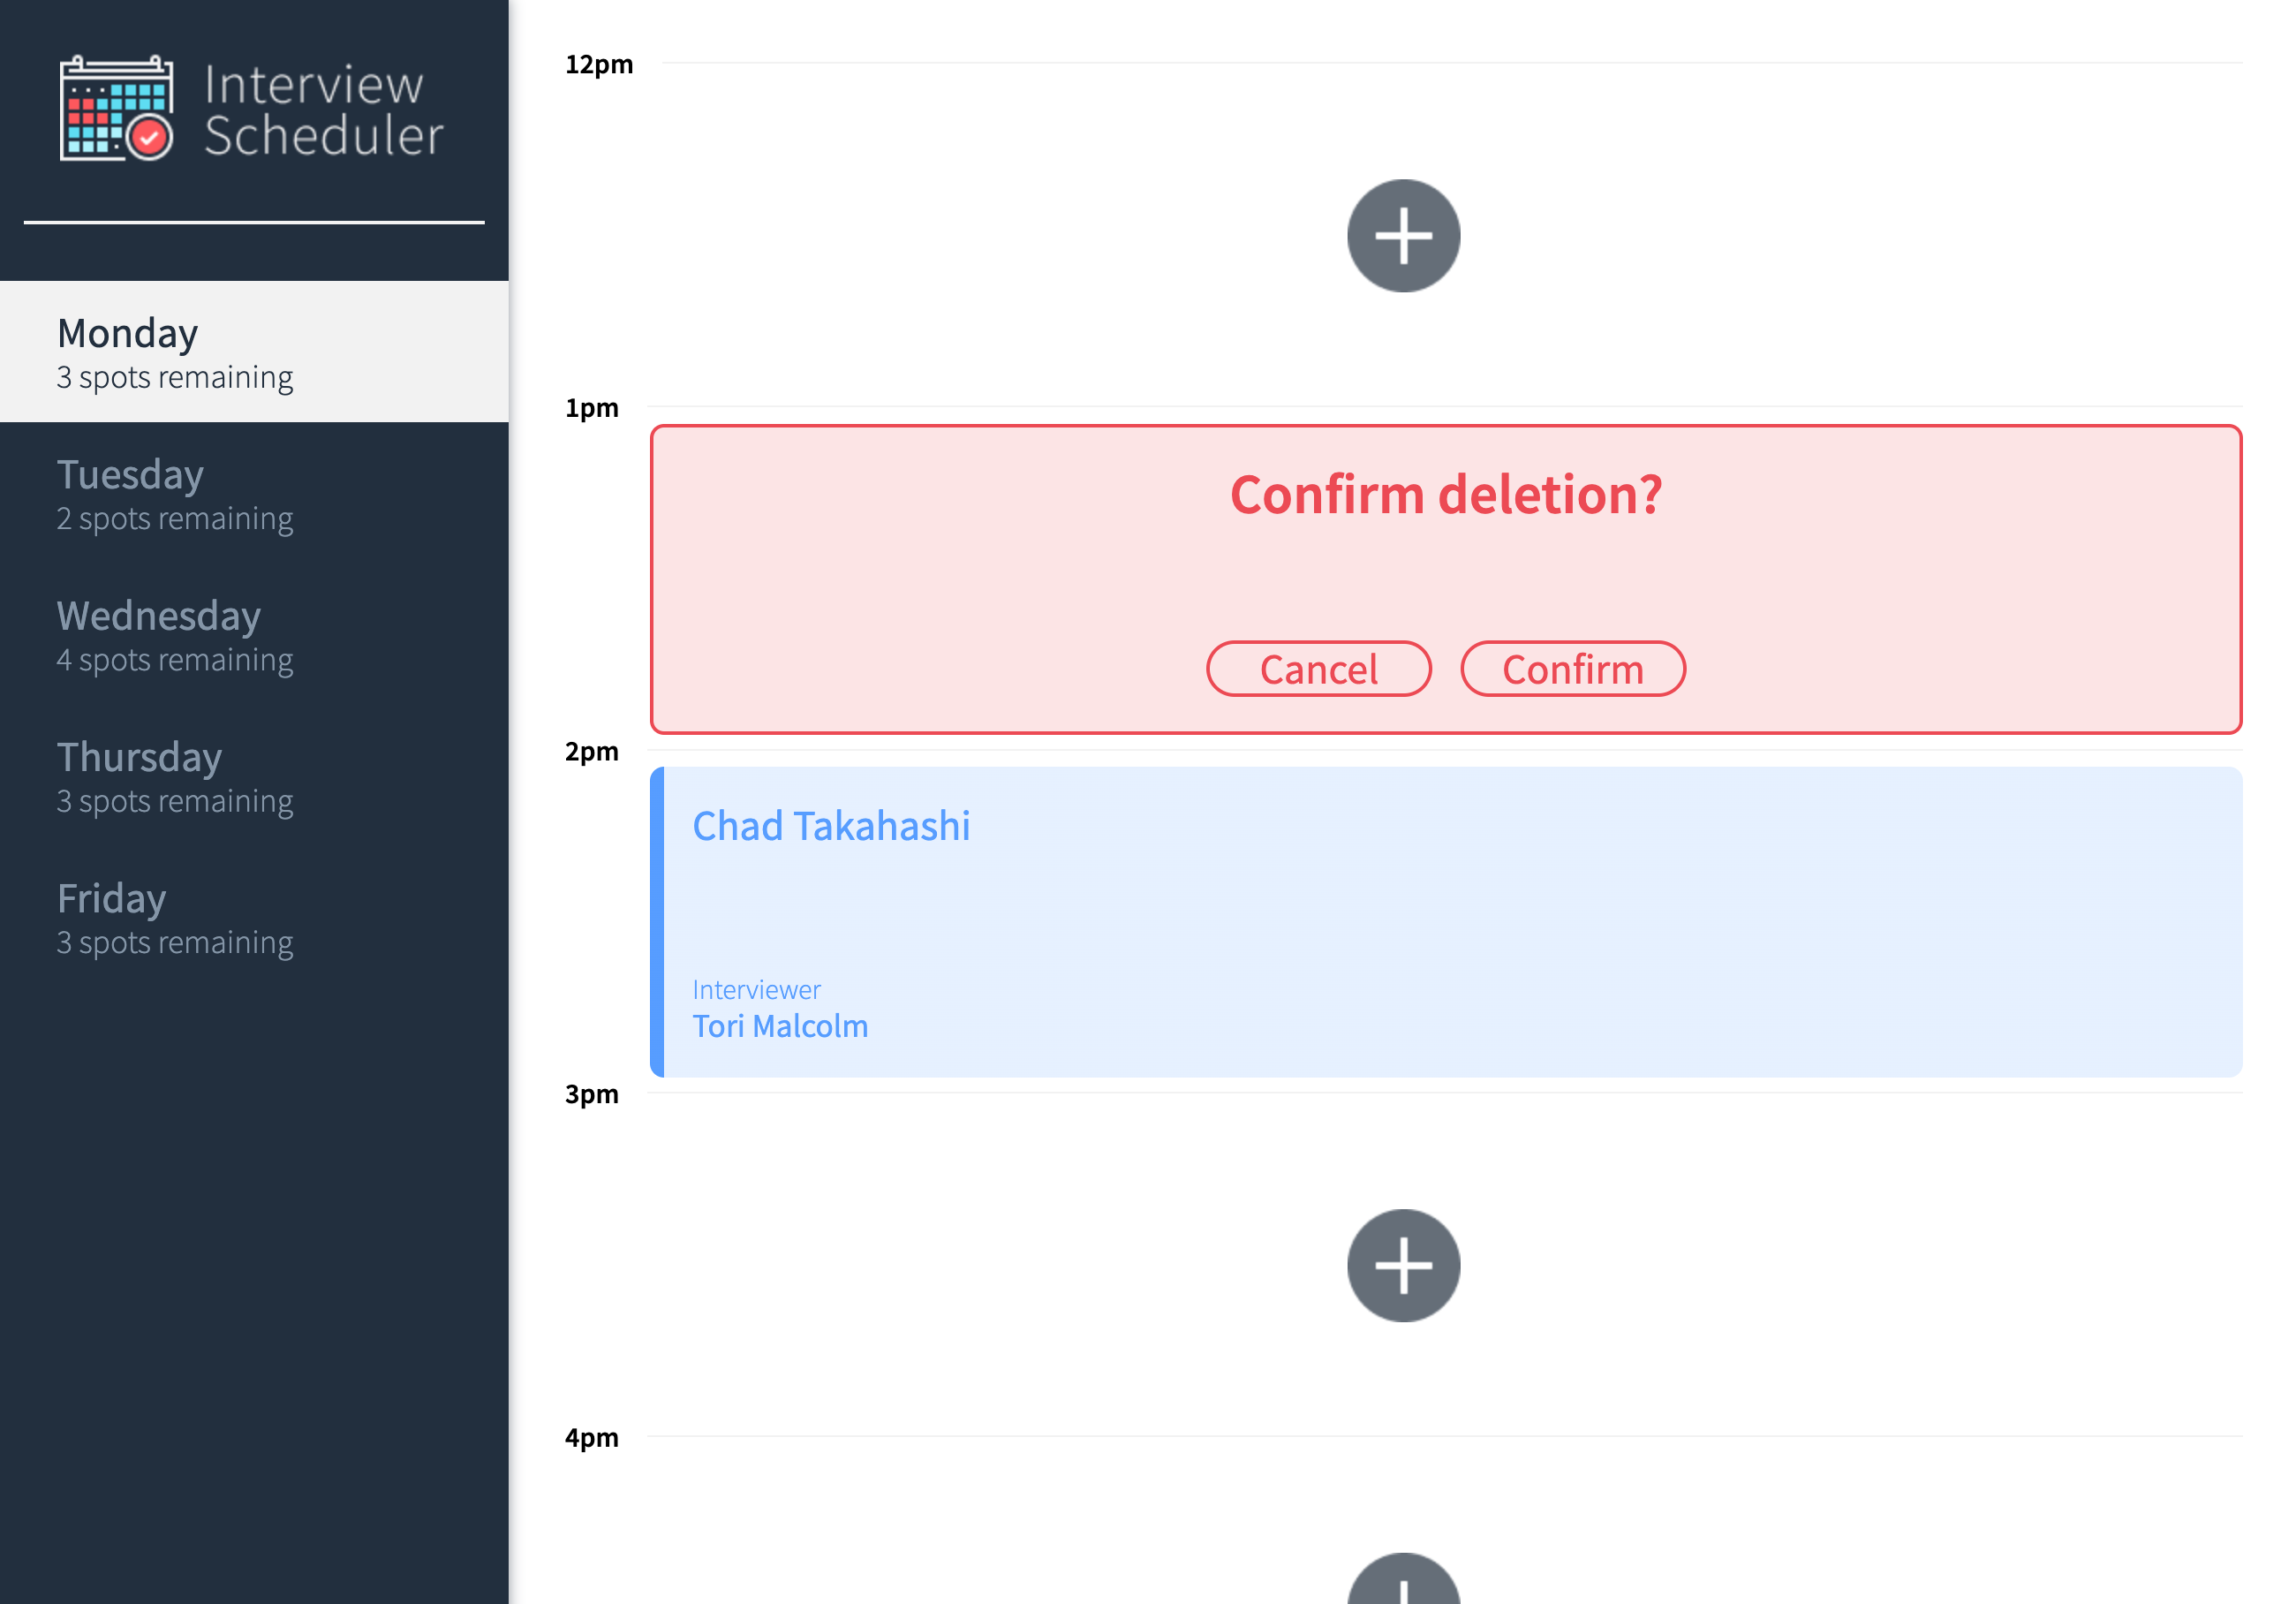 Interview
Scheduler
Monday
3 spots remaining
Tuesday
2 spots remaining
Wednesday
4 spots remaining
Thursday
3 spots remaining
Friday
3 spots remaining
12pm
1pm
Confirm deletion?
Cancel Confirm
2pm
Chad Takahashi
Interviewer
Tori Malcolm
3pm
4pm